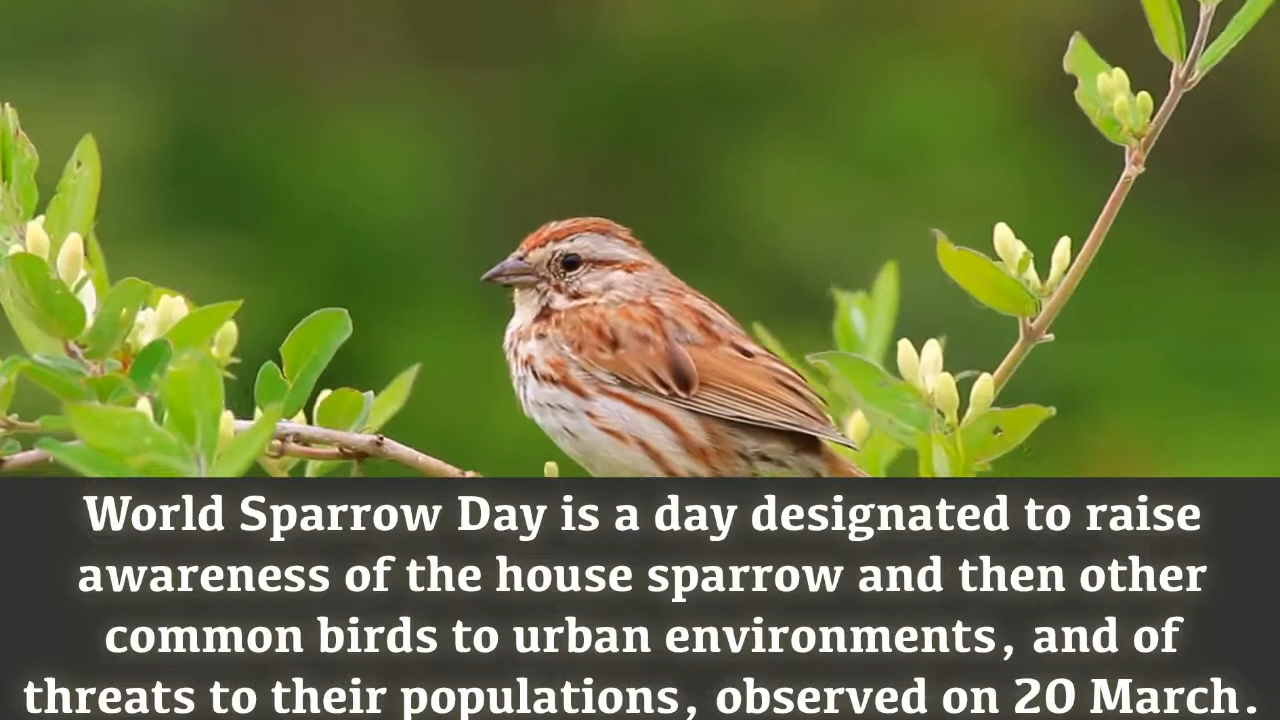 World Sparrow Day is a day designated to raise
awareness of the house sparrow and then other
common birds to urban environments, and of
threats to their populations, observed on 20 March.